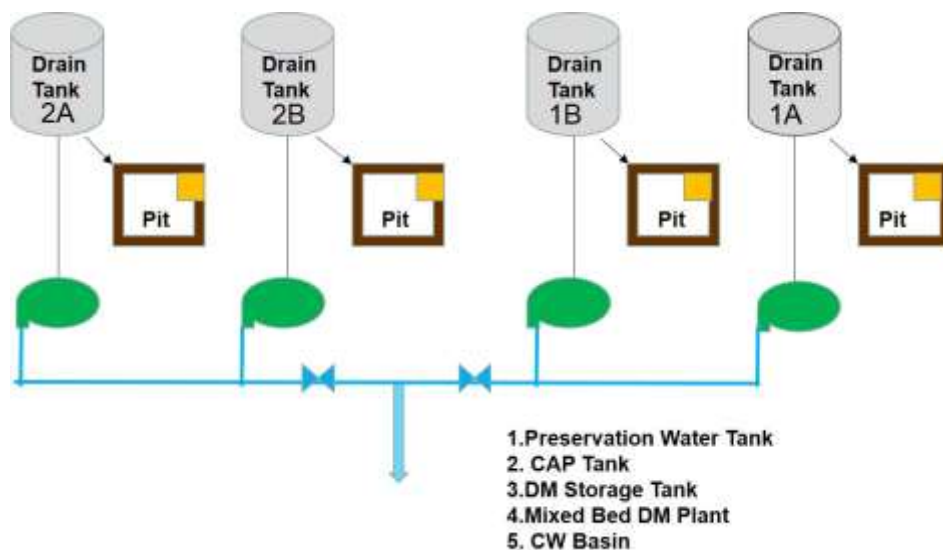 Drain
Tank
2A
Drain
Tank
2B
Drain
Tank
1B
Drain
Tank
1A
Pit
Pit
Pit
Pit
1.Preservation Water Tank
2. CAP Tank
3.DM Storage Tank
4.Mixed Bed DM Plant
5. CW Basin